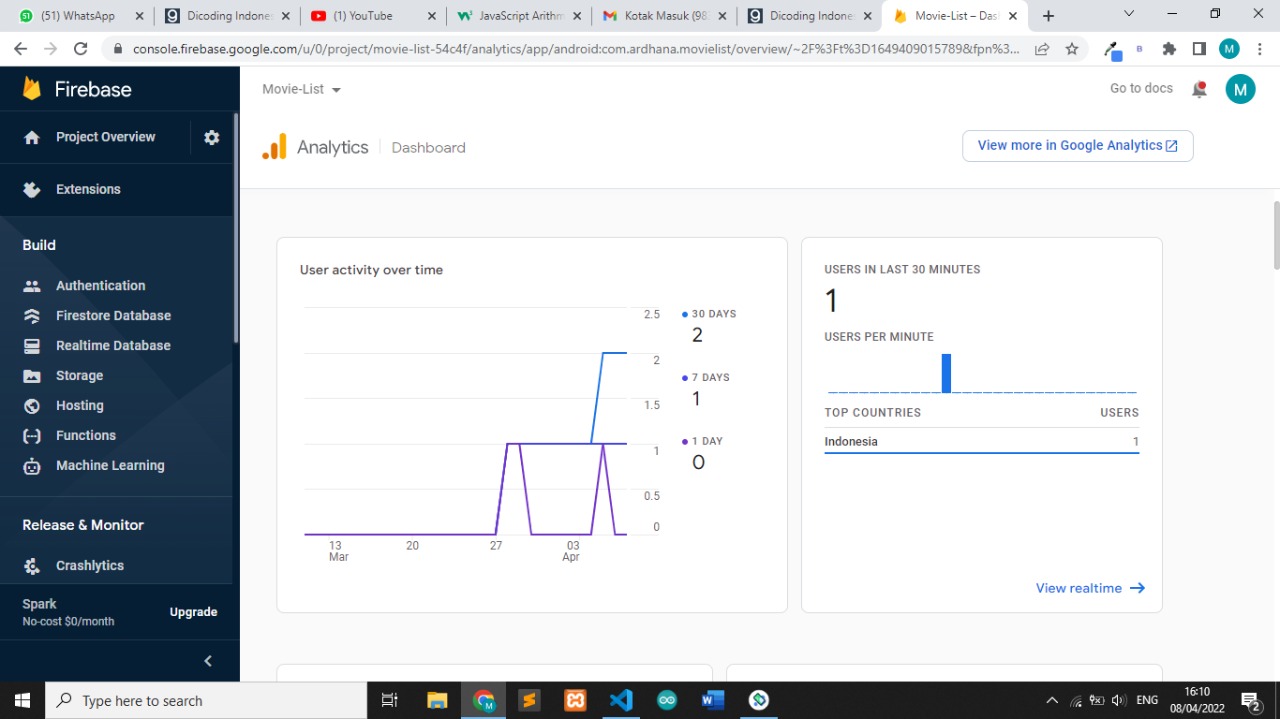 (51) WhatsApp
Dicoding Indones
(1) YouTube
JavaScript Arithm
Kotak Masuk (98
Dicoding Indones
Movie-List – Das
console.firebase.google.com/u/0/project/movie-list-54c4f/analytics/app/android:com.ardhana.movielist/overview/~2F%3Ft%3D1649409015789&fpn%3...
B
M
Firebase
Movie-List
Go to docs
M
Project Overview
Analytics
Dashboard
View more in Google Analytics
Extensions
Build
Authentication
Firestore Database
Realtime Database
Storage
Hosting
Functions
Machine Learning
Release & Monitor
Crashlytics
Spark
No-cost $0/month
Upgrade
User activity over time
2.5
2
1.5
1
0.5
0
13
Mar
20
27
03
Apr
30 DAYS
2
7 DAYS
1
1 DAY
0
USERS IN LAST 30 MINUTES
1
USERS PER MINUTE
TOP COUNTRIES
USERS
Indonesia
1
View realtime
Type here to search
ENG
16:10
08/04/2022
2